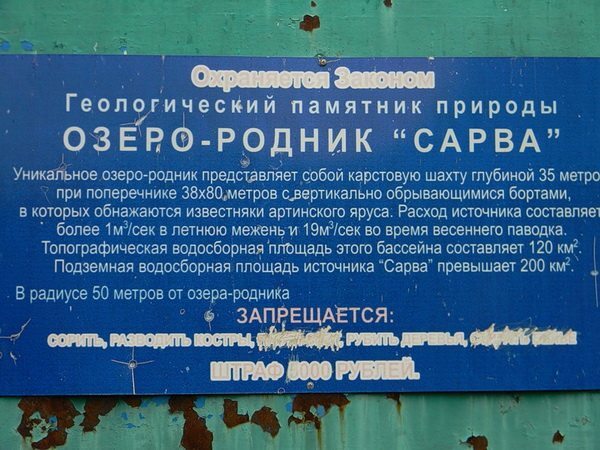 Охраняется Законом
Геологический памятник природы
ОЗЕРО-РОДНИК “САРВА”
Уникальное озеро-родник представляет собой карстовую шахту глубиной 35 метро
при поперечнике 38х80 метров с вертикально обрывающимися бортами,
в которых обнажаются известняки артинского яруса. Расход источника составляет
более 1м³/сек в летнюю межень и 19м³/сек во время весеннего паводка.
Топографическая водосборная площадь этого бассейна составляет 120 км².
Подземная водосборная площадь источника “Сарва” превышает 200 км².
В радиусе 50 метров от озера-родника
ЗАПРЕЩАЕТСЯ:
СОРИТЬ, РАЗВОДИТЬ КОСТРЫ, РУБИТЬ ДЕРЕВЬЯ,
ШТРАФ 5000 РУБЛЕЙ.